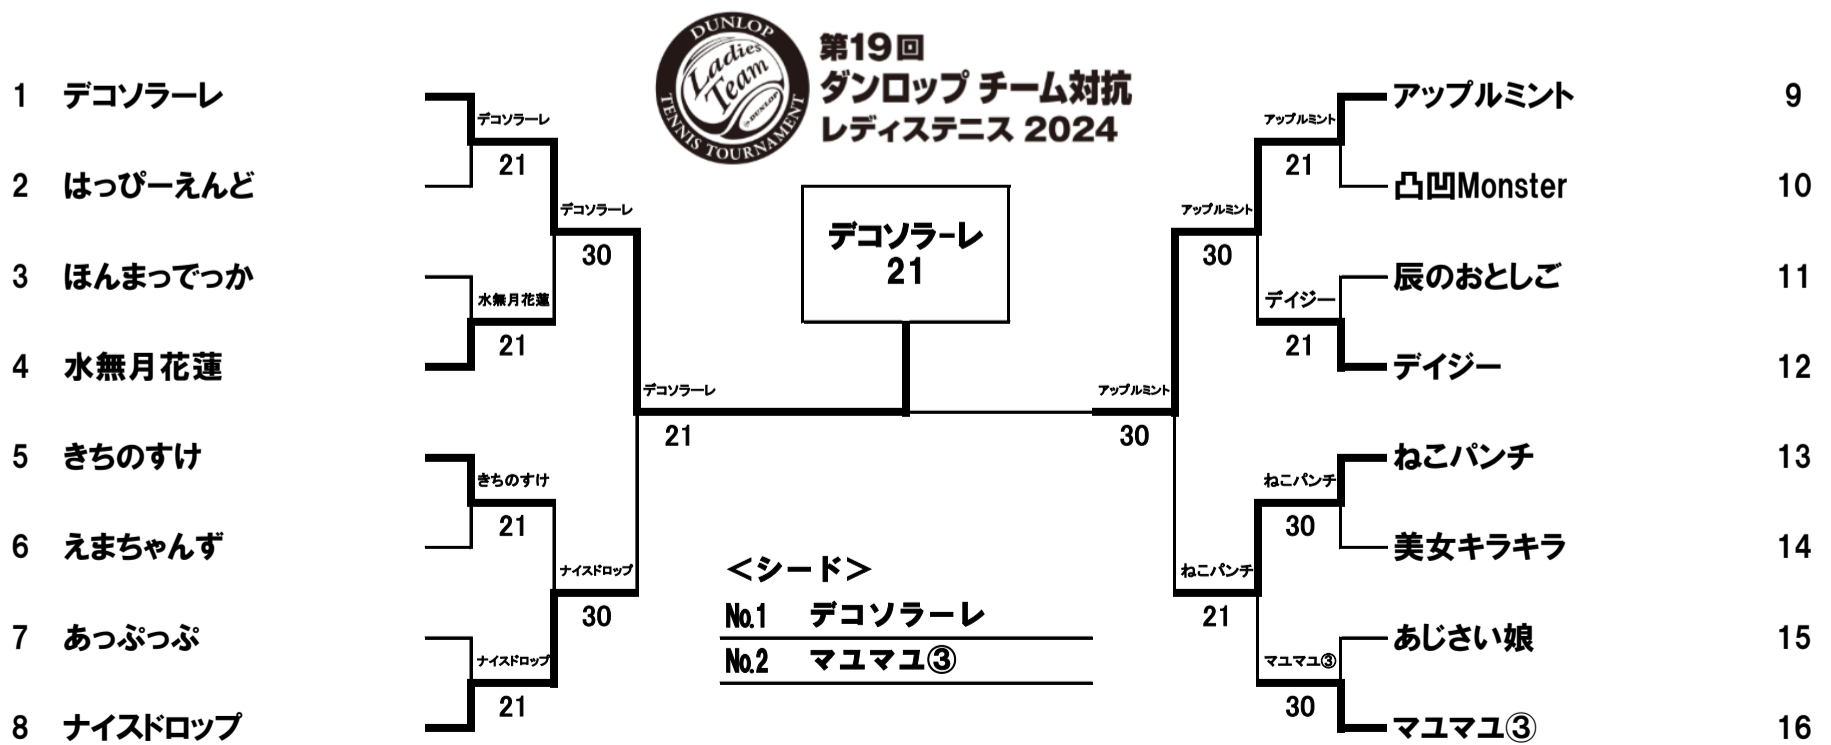 DUNLOP
Ladies
Team
DUNLOP
TENNIS TOURNAMENT
第19回
ダンロップ チーム対抗
レディステニス 2024
1 デコソラーレ
2 はっぴーえんど
3 ほんまっでっか
4 水無月花蓮
5 きちのすけ
6 えまちゃんず
7 あっぷっぷ
8 ナイスドロップ
デコソラーレ
21
水無月花蓮
21
きちのすけ
21
ナイスドロップ
21
デコソラーレ
30
ナイスドロップ
30
デコソラーレ
21
デコソラーレ
21
アップルミント
30
アップルミント
30
ねこパンチ
21
アップルミント
21
デイジー
21
ねこパンチ
30
マユマユ③
30
アップルミント 9
凸凹Monster 10
辰のおとしご 11
デイジー 12
ねこパンチ 13
美女キラキラ 14
あじさい娘 15
マユマユ③ 16
＜シード＞
№1 デコソラーレ
№2 マユマユ③